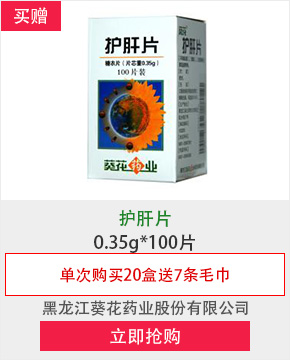 买赠
护肝片
糖衣片（片芯重0.35g）
100片装
葵花药业
护肝片
0.35g*100片
单次购买20盒送7条毛巾
黑龙江葵花药业股份有限公司
立即抢购